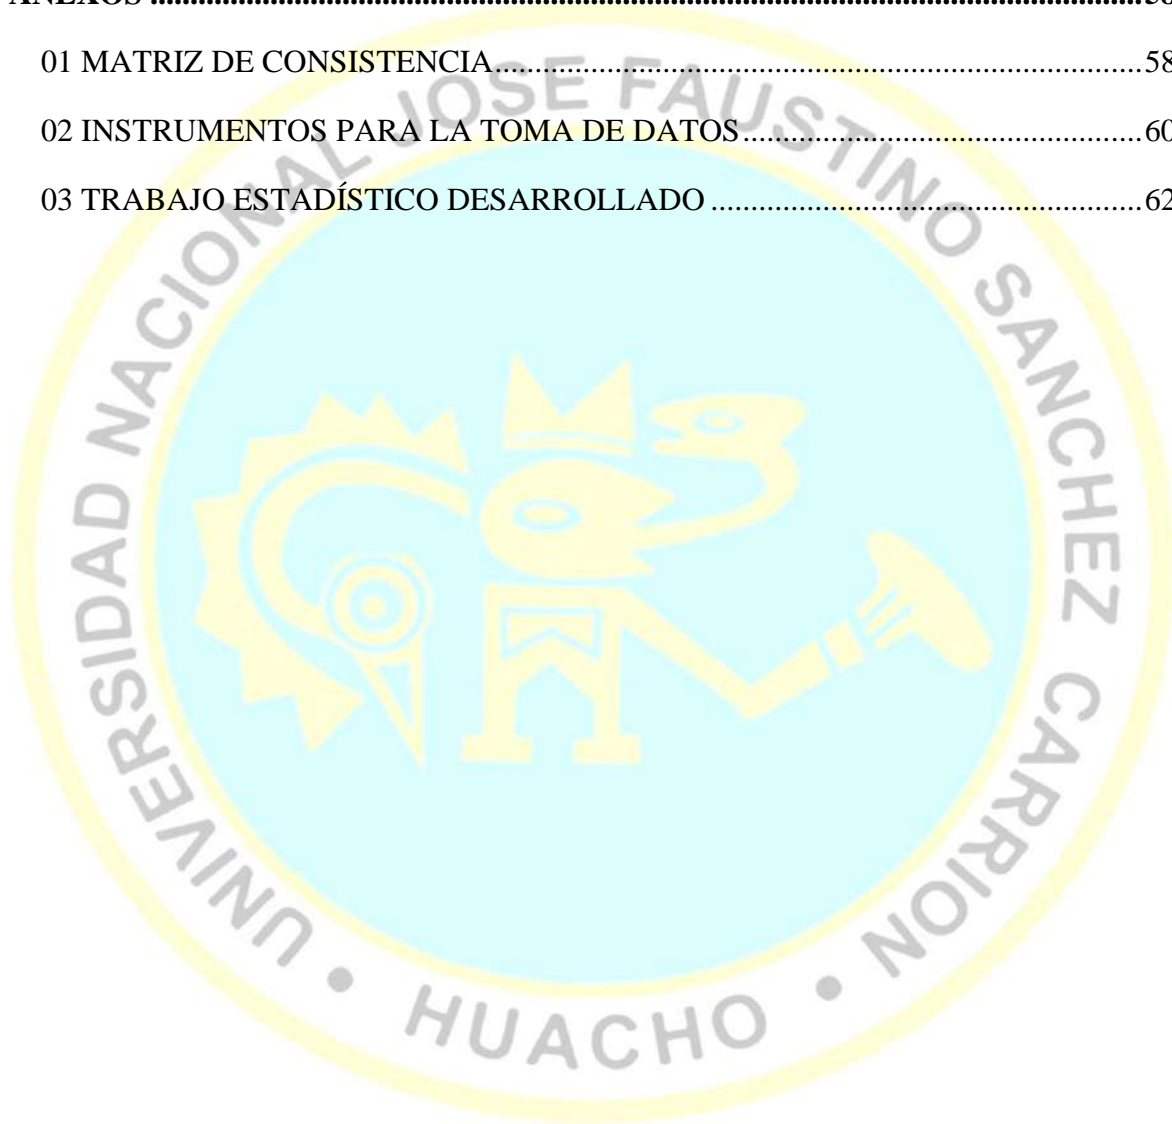 ANEXOS ........................................ 58
01 MATRIZ DE CONSISTENCIA ........................................ 58
02 INSTRUMENTOS PARA LA TOMA DE DATOS ........................................ 60
03 TRABAJO ESTADÍSTICO DESARROLLADO ........................................ 62
UNIVERSIDAD NACIONAL JOSE FAUSTINO SANCHEZ CARRION
• HUACHO •